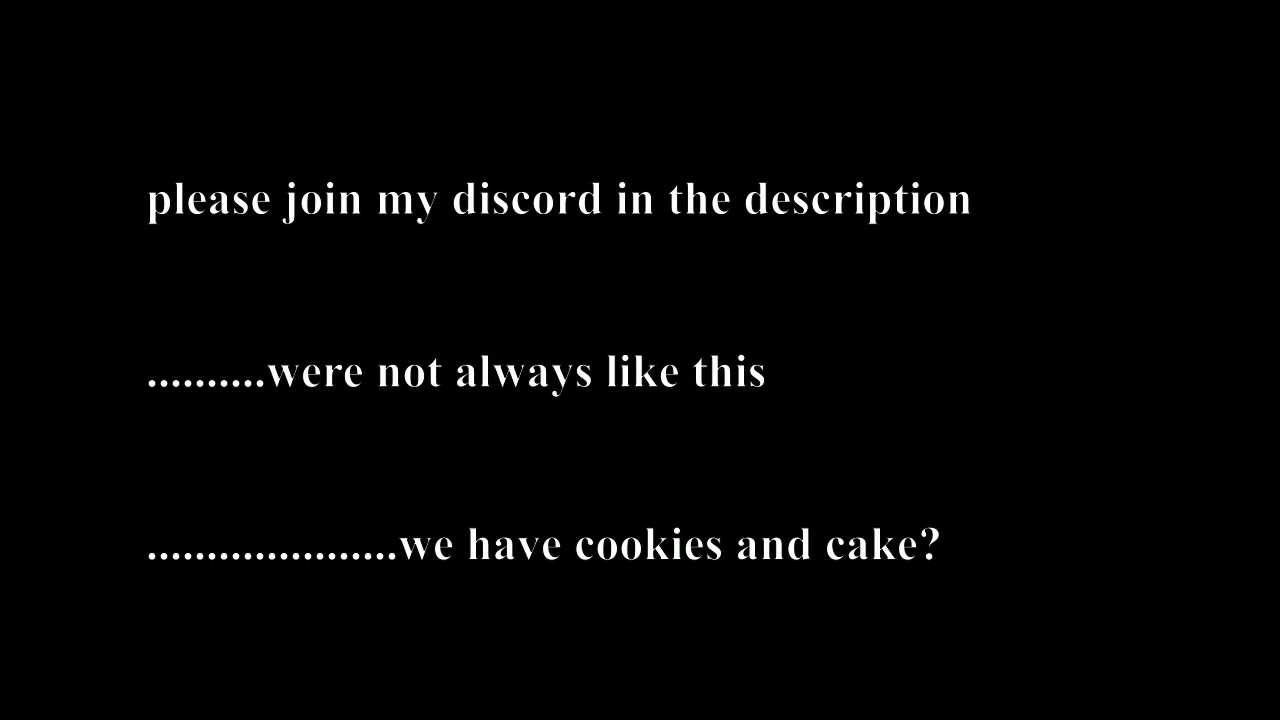 please join my discord in the description
..........were not always like this
.....................we have cookies and cake?